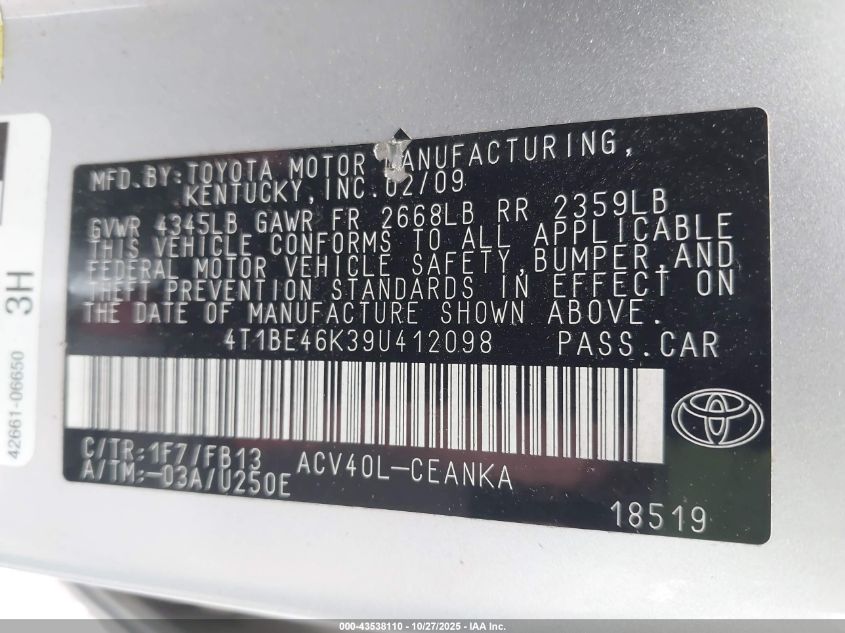 MFD.BY:TOYOTA MOTOR MANUFACTURING,
KENTUCKY, INC. 02/09
GVWR 4345LB GAWR FR 2668LB RR 2359LB
THIS VEHICLE CONFORMS TO ALL APPLICABLE
FEDERAL MOTOR VEHICLE SAFETY,BUMPER,AND
THEFT PREVENTION STANDARDS IN EFFECT ON
THE DATE OF MANUFACTURE SHOWN ABOVE.
4T1BE46K39U412098 PASS.CAR
C/TR:1F7/FB13 ACV40L-CEANKA
A/TM:-03A/U250E
18519
42661-06650 3H
000-43538110 | 10/27/2025 - IAA Inc.